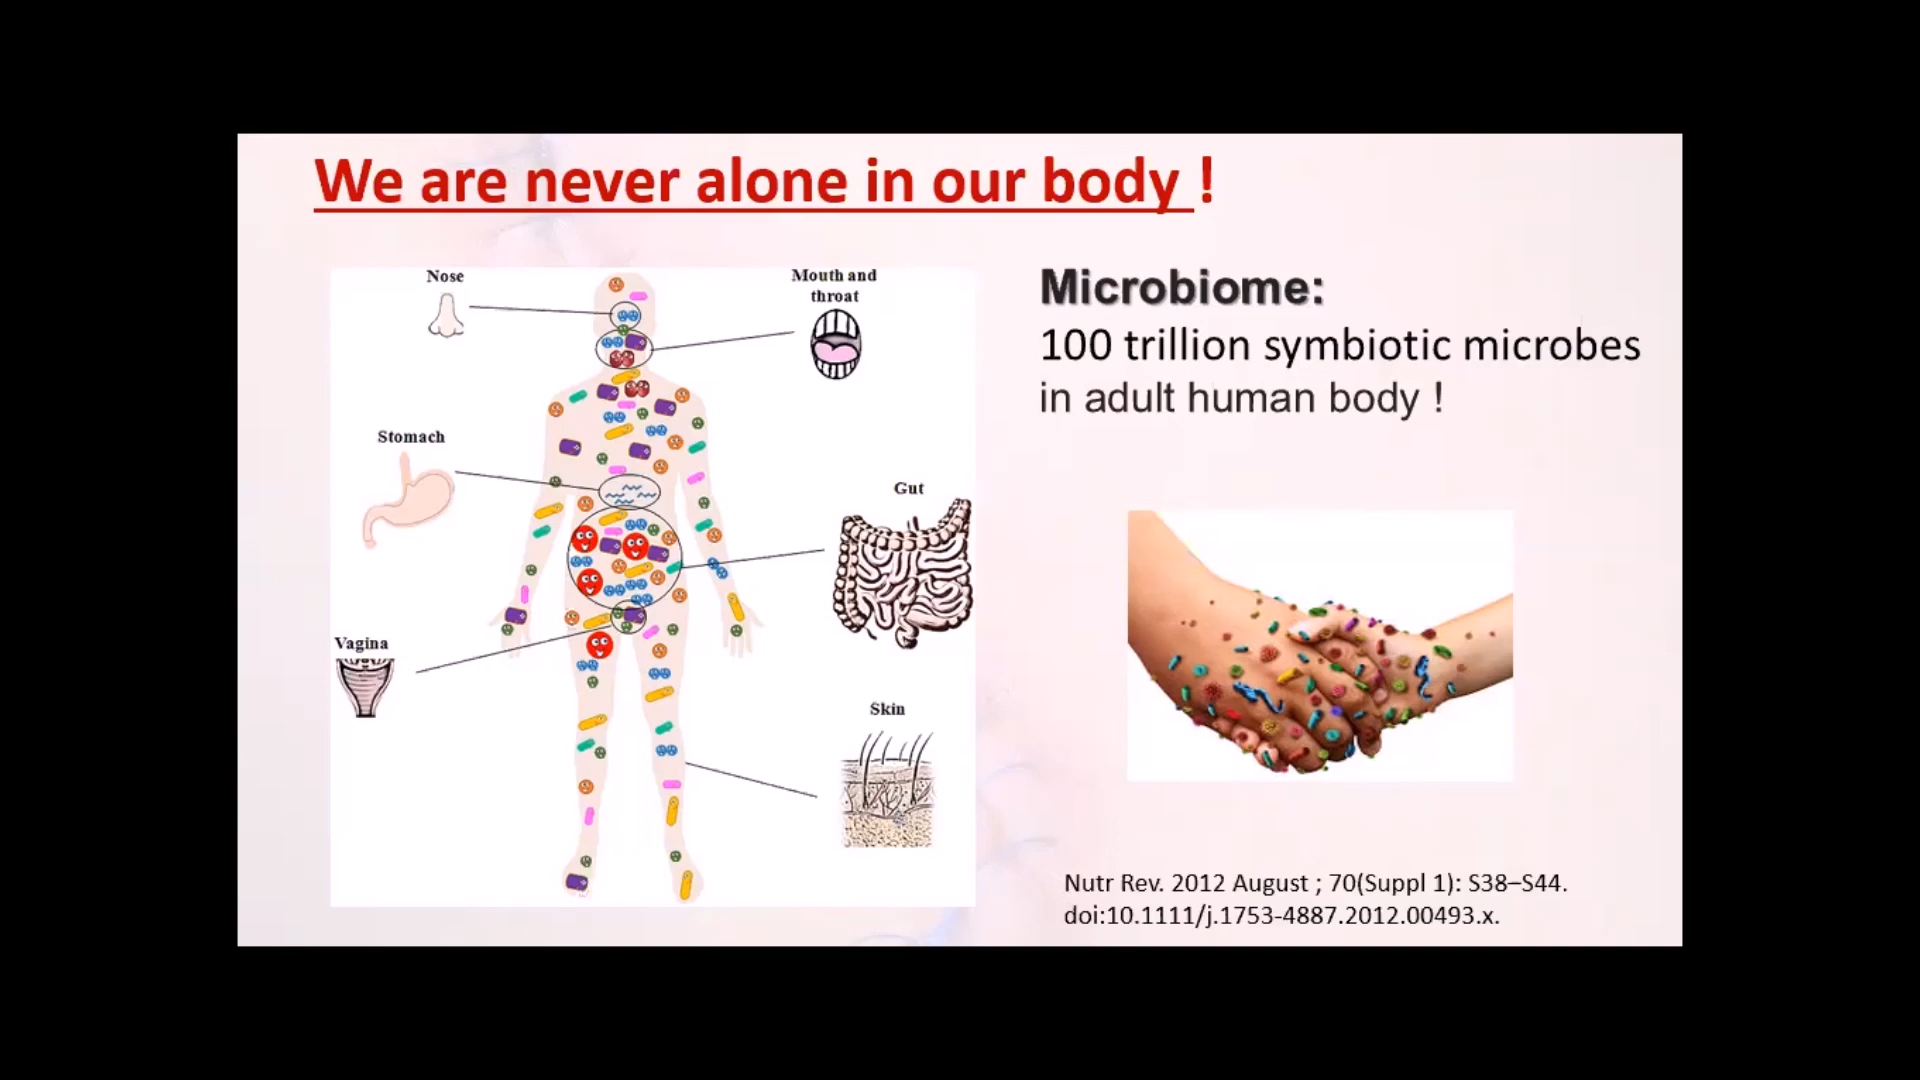 We are never alone in our body !
Nose
Mouth and
throat
Stomach
Gut
Vagina
Skin
Microbiome:
100 trillion symbiotic microbes
in adult human body !
Nutr Rev. 2012 August ; 70(Suppl 1): S38–S44.
doi:10.1111/j.1753-4887.2012.00493.x.